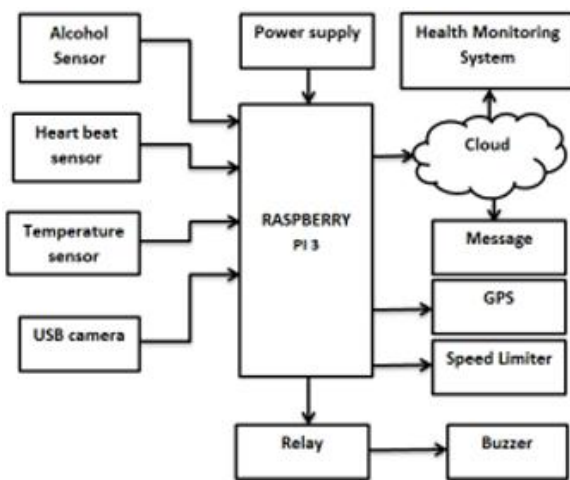 Alcohol
Sensor
Power supply
Health Monitoring
System
Heart beat
sensor
Cloud
Temperature
sensor
RASPBERRY
PI 3
Message
GPS
USB camera
Speed Limiter
Relay
Buzzer